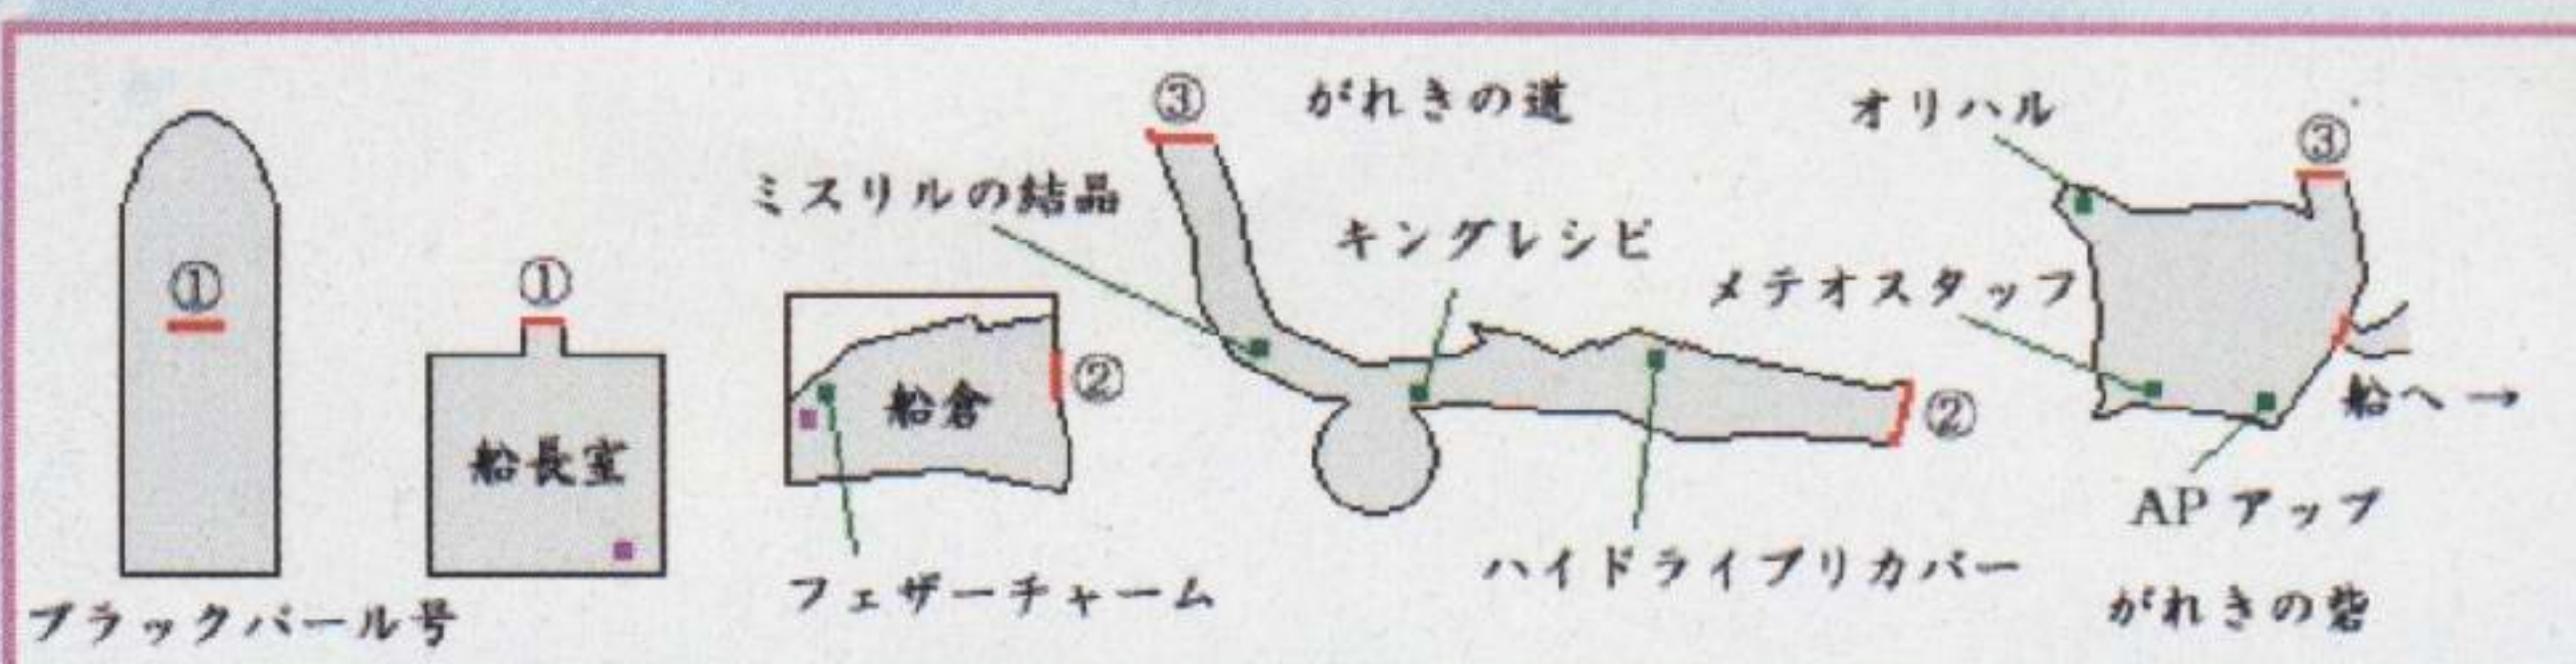 ①
ブラックパール号
①
船長室
船倉
②
フェザーチャーム
③
がれきの道
ミスリルの結晶
キングレシピ
ハイドライブリカバー
②
オリハル
③
メテオスタッフ
船へ→
APアップ
がれきの砦